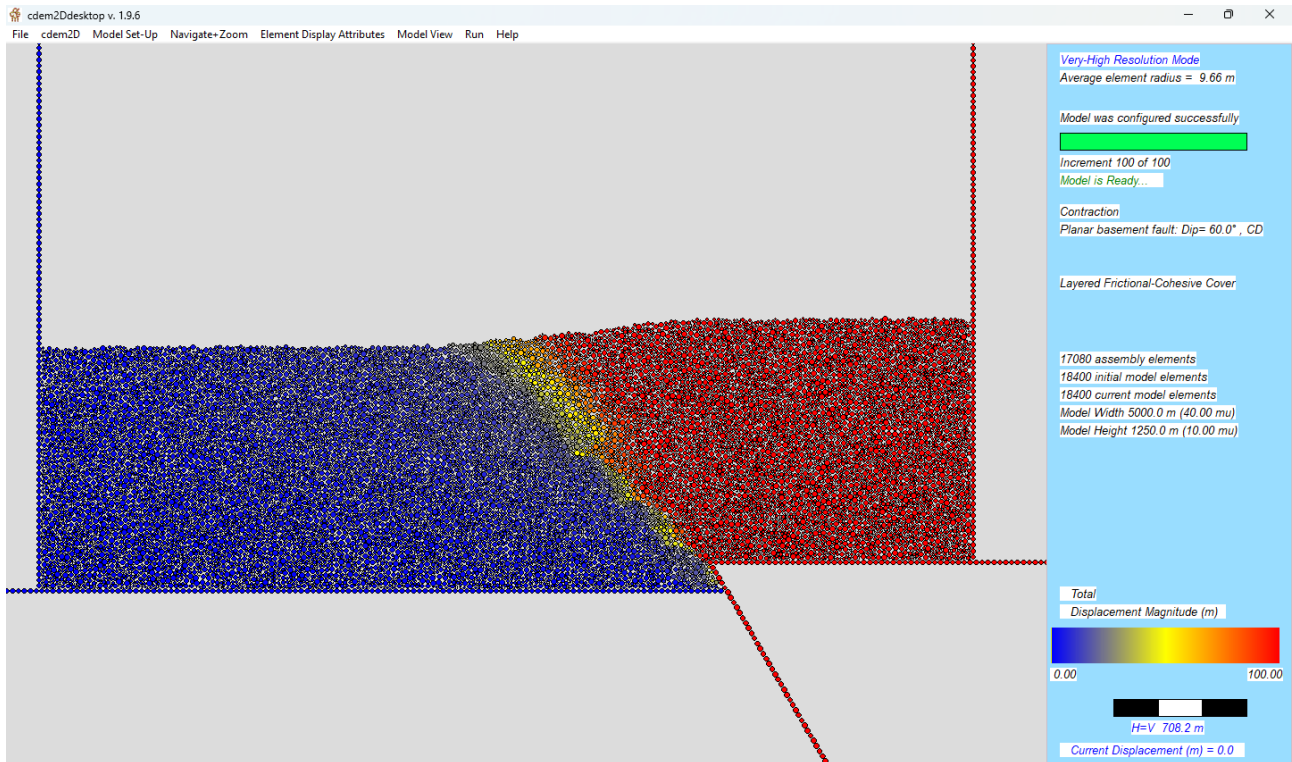 cdem2Ddesktop v. 1.9.6
File cdem2D Model Set-Up Navigate+Zoom Element Display Attributes Model View Run Help
Very-High Resolution Mode
Average element radius = 9.66 m
Model was configured successfully
Increment 100 of 100
Model is Ready...
Contraction
Planar basement fault: Dip= 60.0° , CD
Layered Frictional-Cohesive Cover
17080 assembly elements
18400 initial model elements
18400 current model elements
Model Width 5000.0 m (40.00 mu)
Model Height 1250.0 m (10.00 mu)
Total
Displacement Magnitude (m)
0.00 100.00
H=V 708.2 m
Current Displacement (m) = 0.0